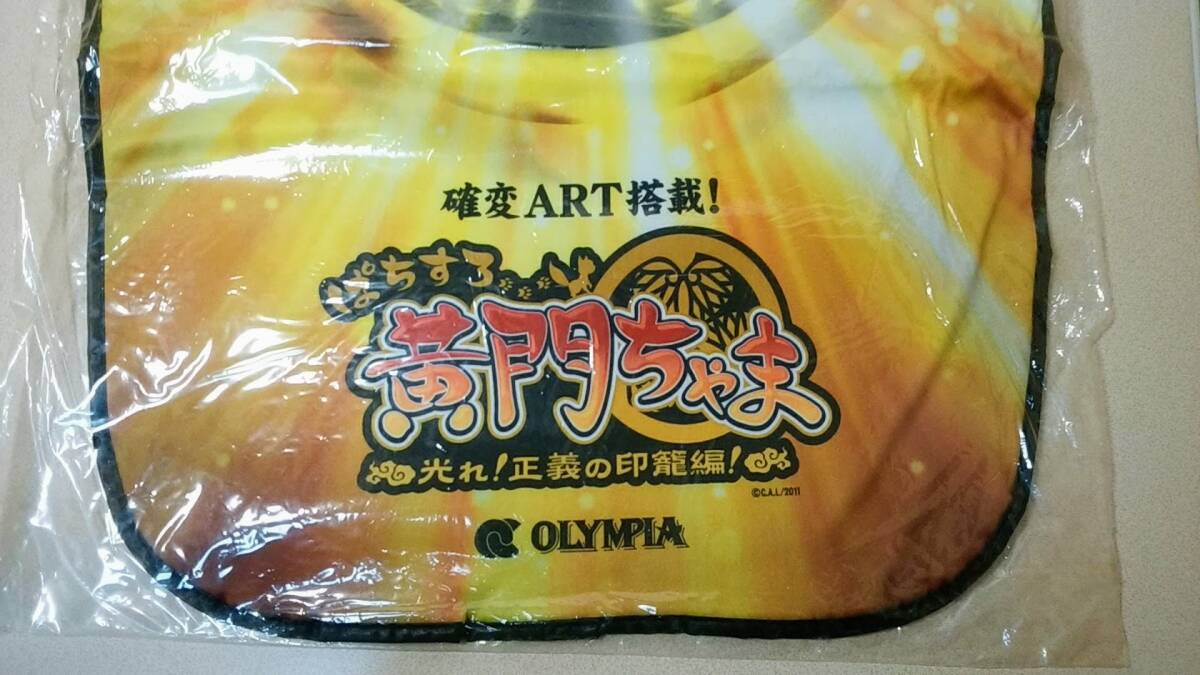 確変ART搭載!
ぱちすろ
黄門ちゃま
光れ!正義の印籠編!
©C.A.L/2011
OLYMPIA